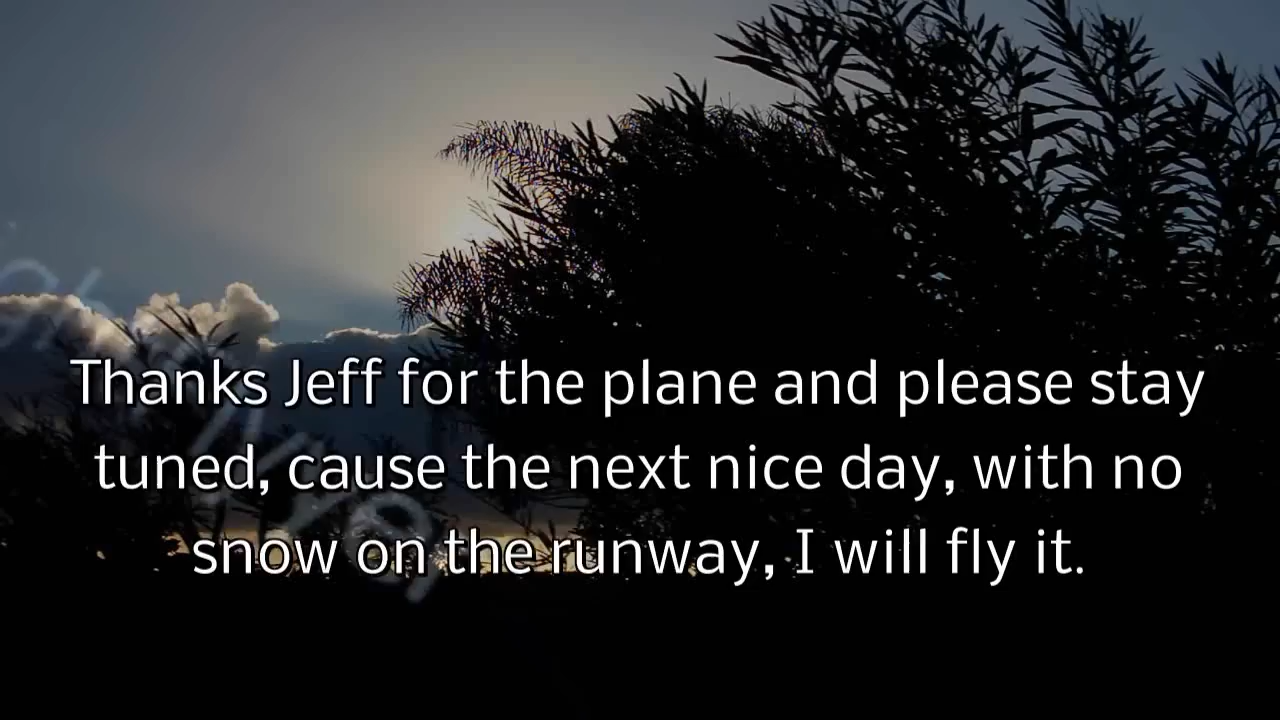 Thanks Jeff for the plane and please stay
tuned, cause the next nice day, with no
snow on the runway, I will fly it.